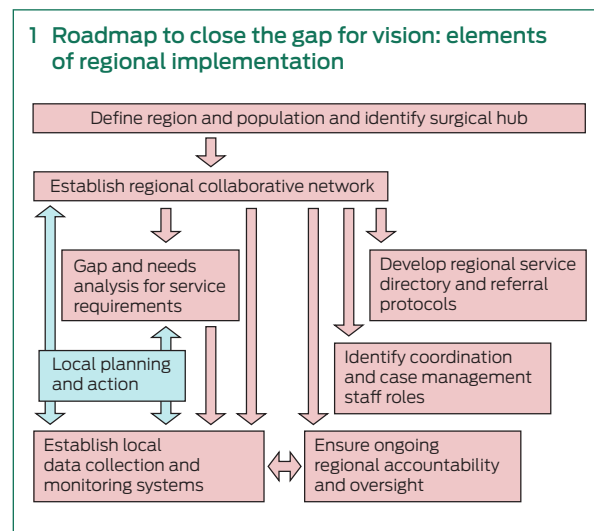 1 Roadmap to close the gap for vision: elements
of regional implementation
Define region and population and identify surgical hub
Establish regional collaborative network
Gap and needs
analysis for service
requirements
Develop regional service
directory and referral
protocols
Local planning
and action
Identify coordination
and case management
staff roles
Establish local
data collection and
monitoring systems
Ensure ongoing
regional accountability
and oversight